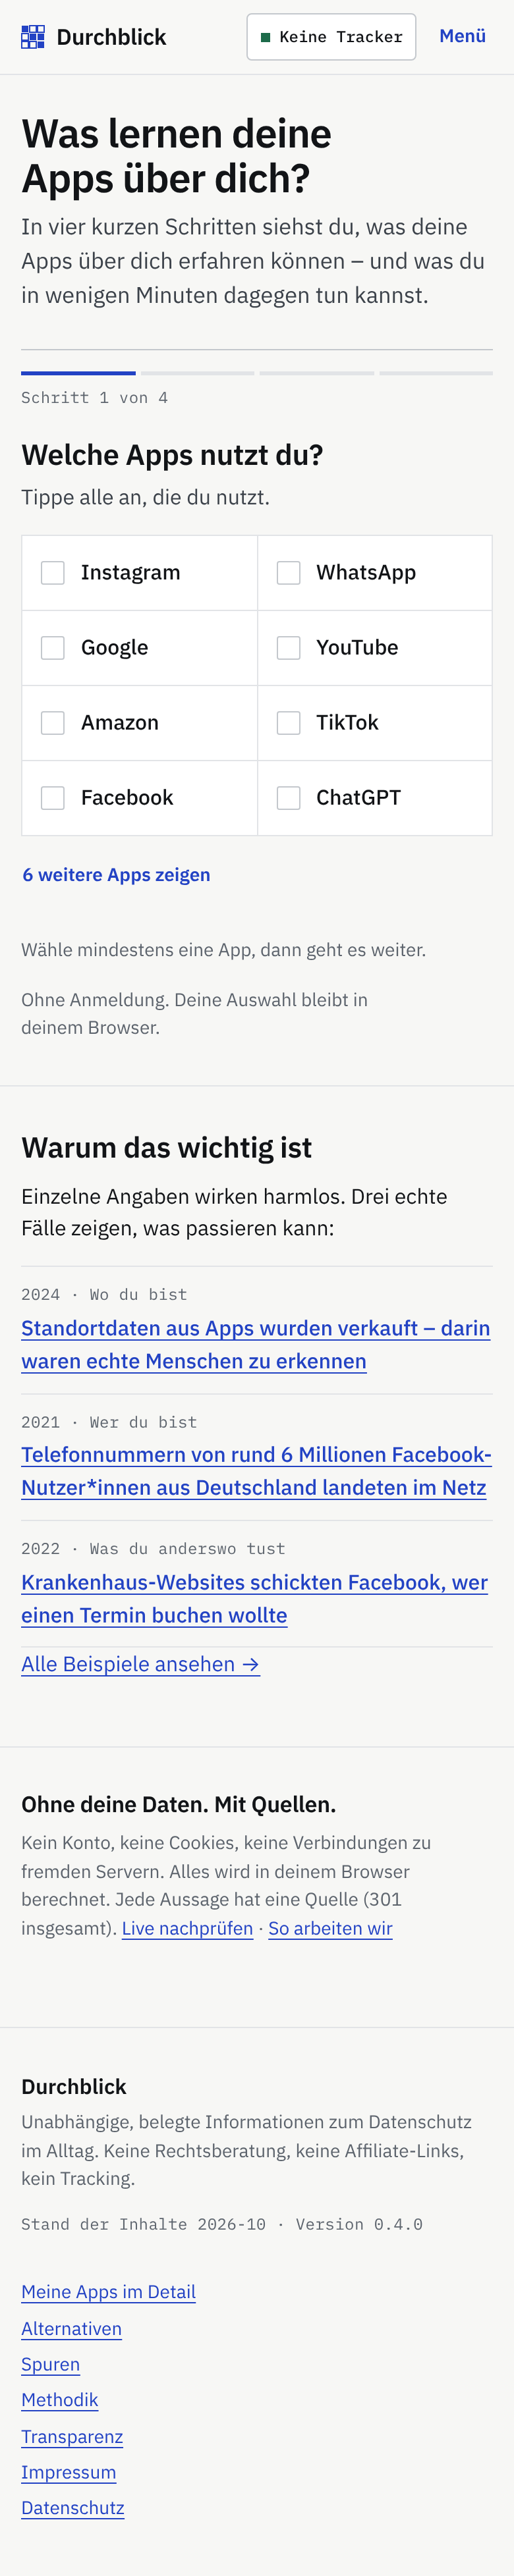 Durchblick
Keine Tracker
Menü
Was lernen deine
Apps über dich?
In vier kurzen Schritten siehst du, was deine
Apps über dich erfahren können – und was du
in wenigen Minuten dagegen tun kannst.
Schritt 1 von 4
Welche Apps nutzt du?
Tippe alle an, die du nutzt.
Instagram
WhatsApp
Google
YouTube
Amazon
TikTok
Facebook
ChatGPT
6 weitere Apps zeigen
Wähle mindestens eine App, dann geht es weiter.
Ohne Anmeldung. Deine Auswahl bleibt in
deinem Browser.
Warum das wichtig ist
Einzelne Angaben wirken harmlos. Drei echte
Fälle zeigen, was passieren kann:
2024 · Wo du bist
Standortdaten aus Apps wurden verkauft – darin
waren echte Menschen zu erkennen
2021 · Wer du bist
Telefonnummern von rund 6 Millionen Facebook-
Nutzer*innen aus Deutschland landeten im Netz
2022 · Was du anderswo tust
Krankenhaus-Websites schickten Facebook, wer
einen Termin buchen wollte
Alle Beispiele ansehen →
Ohne deine Daten. Mit Quellen.
Kein Konto, keine Cookies, keine Verbindungen zu
fremden Servern. Alles wird in deinem Browser
berechnet. Jede Aussage hat eine Quelle (301
insgesamt). Live nachprüfen · So arbeiten wir
Durchblick
Unabhängige, belegte Informationen zum Datenschutz
im Alltag. Keine Rechtsberatung, keine Affiliate-Links,
kein Tracking.
Stand der Inhalte 2026-10 · Version 0.4.0
Meine Apps im Detail
Alternativen
Spuren
Methodik
Transparenz
Impressum
Datenschutz